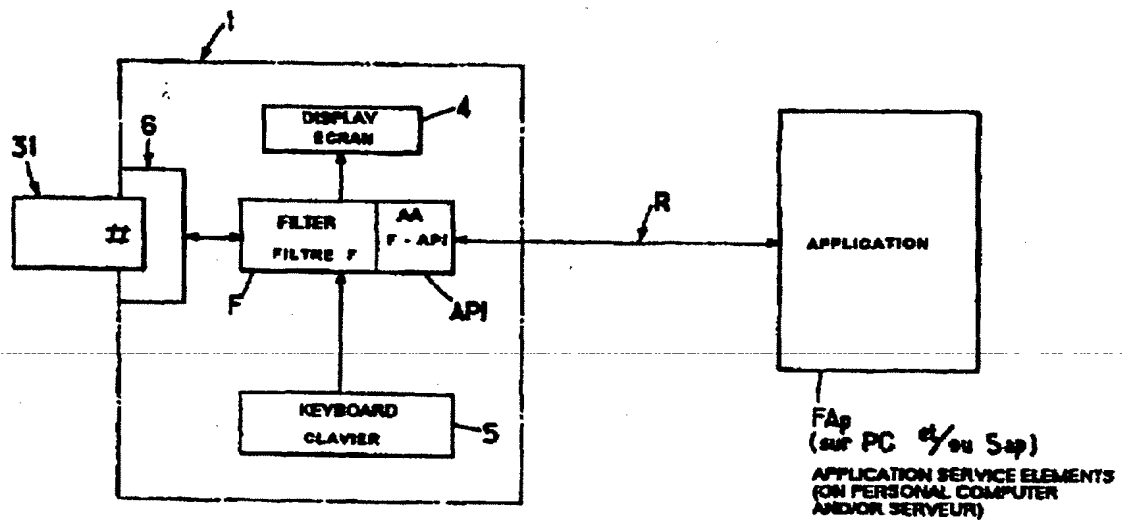 1
31
6
DISPLAY
ECRAN
4
#
FILTER
FILTRE F
AA
F - API
R
APPLICATION
F
API
KEYBOARD
CLAVIER
5
FAp
(sur PC et/ou Sap)
APPLICATION SERVICE ELEMENTS
(ON PERSONAL COMPUTER
AND/OR SERVEUR)